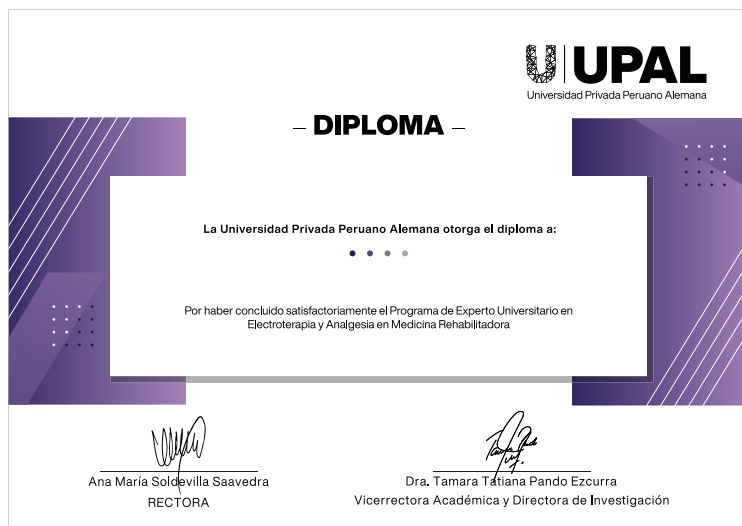 UPAL
Universidad Privada Peruano Alemana
– DIPLOMA –
La Universidad Privada Peruano Alemana otorga el diploma a:
Por haber concluido satisfactoriamente el Programa de Experto Universitario en
Electroterapia y Analgesia en Medicina Rehabilitadora
Ana María Soldevilla Saavedra
RECTORA
Dra. Tamara Tatiana Pando Ezcurra
Vicerrectora Académica y Directora de Investigación